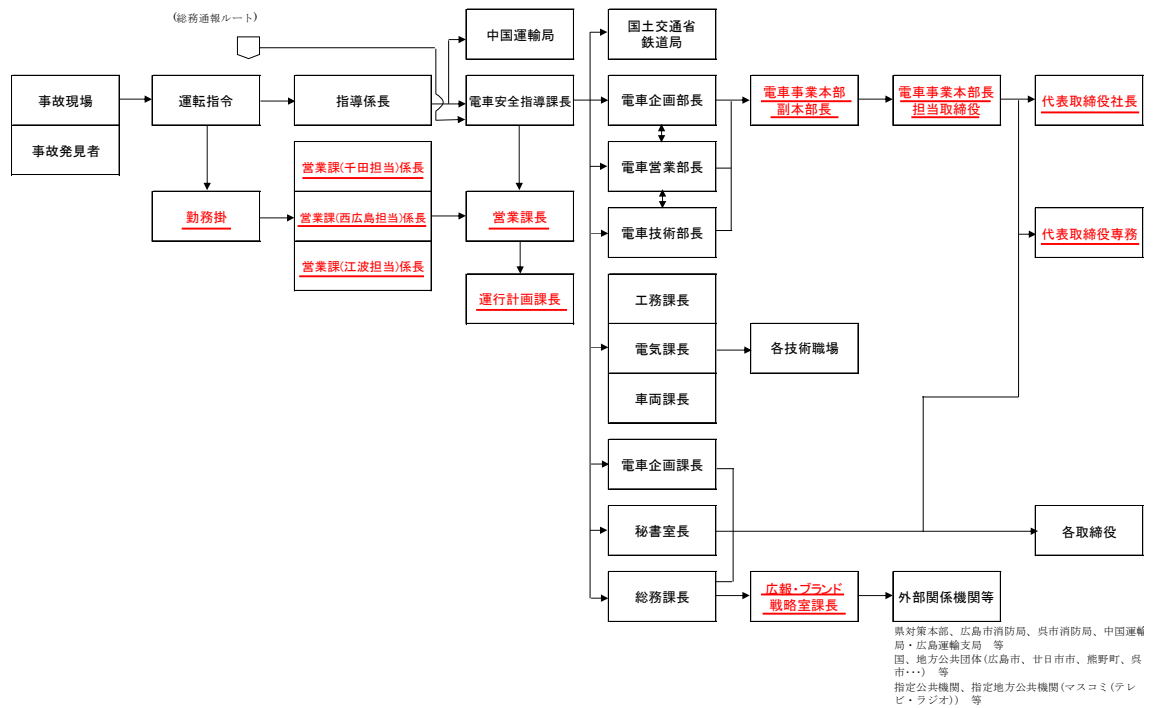 (総務通報ルート)
中国運輸局
国土交通省
鉄道局
事故現場
運転指令
指導係長
電車安全指導課長
電車企画部長
電車事業本部
副本部長
電車事業本部長
担当取締役
代表取締役社長
事故発見者
営業課(千田担当)係長
電車営業部長
勤務掛
営業課(西広島担当)係長
営業課長
電車技術部長
代表取締役専務
営業課(江波担当)係長
運行計画課長
工務課長
電気課長
各技術職場
車両課長
電車企画課長
秘書室長
各取締役
総務課長
広報・ブランド
戦略室課長
外部関係機関等
県対策本部、広島市消防局、呉市消防局、中国運輸
局・広島運輸支局　等
国、地方公共団体(広島市、廿日市市、熊野町、呉
市･･･)　等
指定公共機関、指定地方公共機関(マスコミ(テレ
ビ・ラジオ))　等